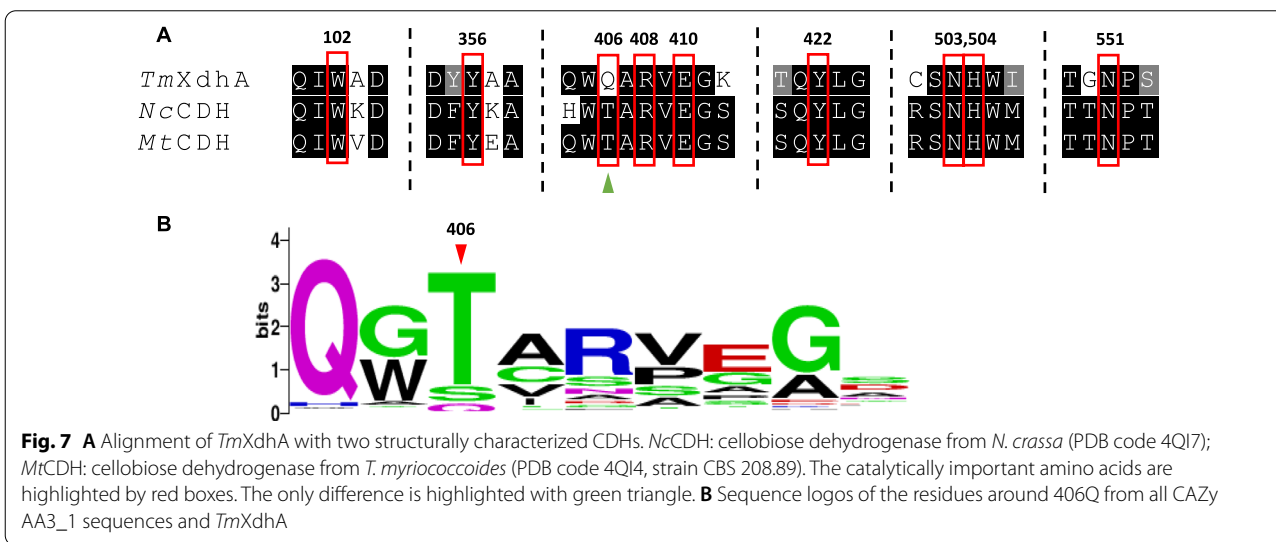 A
102 356 406 408 410 422 503,504 551
TmXdhA QIWAD DYYAA QWQARVEGK TQYLG CSNHWI TGNPS
NcCDH QIWKD DFYKA HWTARVEGS SQYLG RSNHWM TTNPT
MtCDH QIWVD DFYEA QWTARVEGS SQYLG RSNHWM TTNPT
B
406
4
3
2
1
0
bits
Q G T A R V E G S
W S C S P G A
Fig. 7 A Alignment of TmXdhA with two structurally characterized CDHs. NcCDH: cellobiose dehydrogenase from N. crassa (PDB code 4QI7);
MtCDH: cellobiose dehydrogenase from T. myriococcoides (PDB code 4QI4, strain CBS 208.89). The catalytically important amino acids are
highlighted by red boxes. The only difference is highlighted with green triangle. B Sequence logos of the residues around 406Q from all CAZy
AA3_1 sequences and TmXdhA